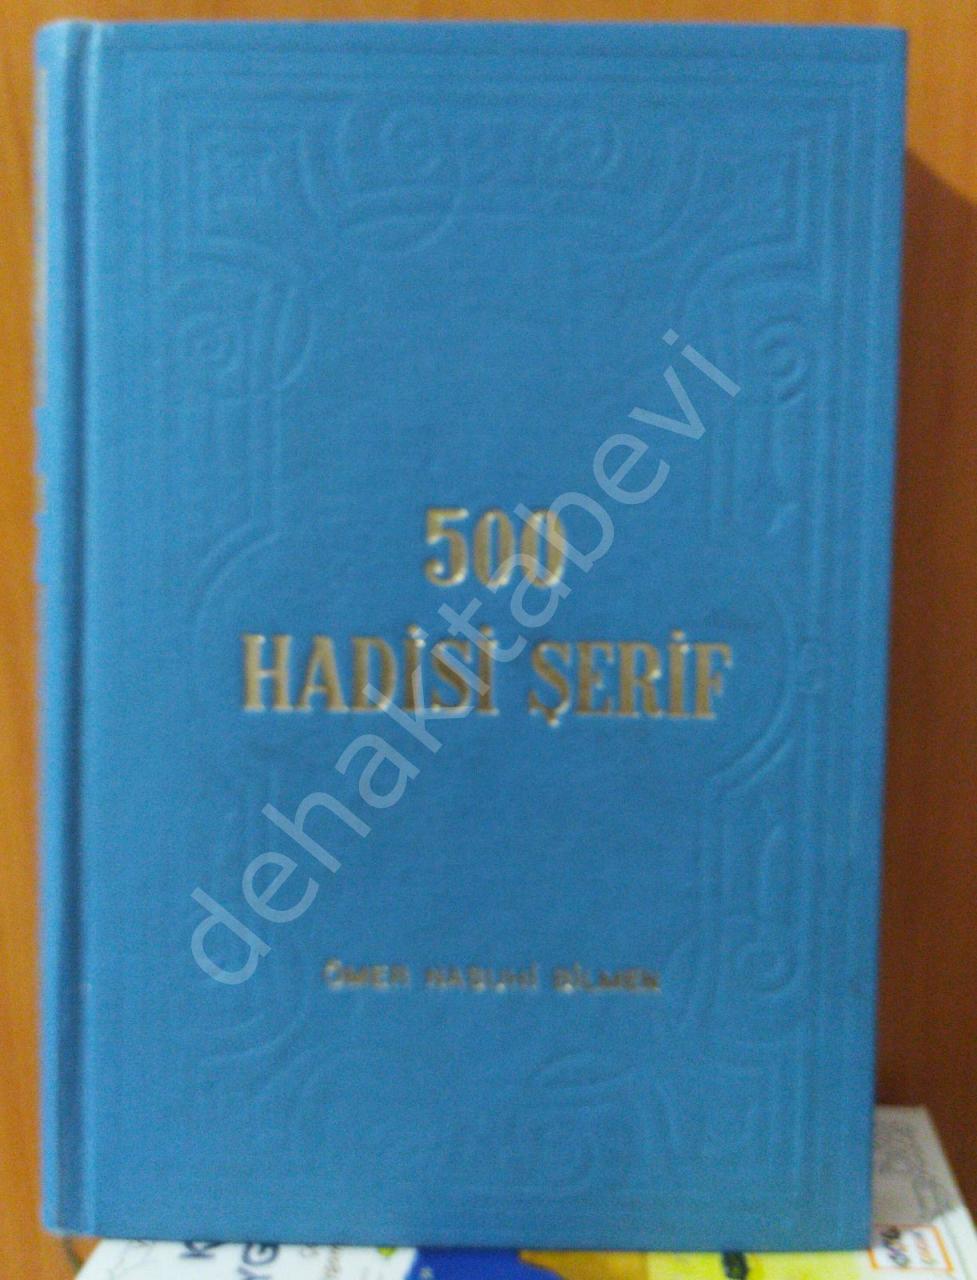 500
HADİSİ ŞERİF
ÖMER NASUHİ BİLMEN
dehakitabevi